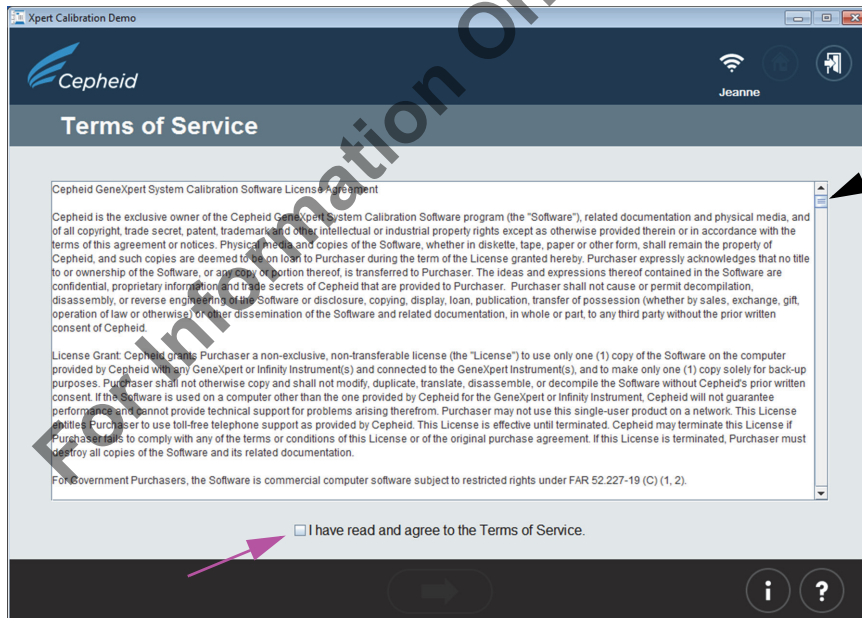 Xpert Calibration Demo
Cepheid
Jeanne
Terms of Service
Cepheid GeneXpert System Calibration Software License Agreement
Cepheid is the exclusive owner of the Cepheid GeneXpert System Calibration Software program (the "Software"), related documentation and physical media, and
of all copyright, trade secret, patent, trademark and other intellectual or industrial property rights except as otherwise provided therein or in accordance with the
terms of this agreement or notices. Physical media and copies of the Software, whether in diskette, tape, paper or other form, shall remain the property of
Cepheid, and such copies are deemed to be on loan to Purchaser during the term of the License granted hereby. Purchaser expressly acknowledges that no title
to or ownership of the Software, or any copy or portion thereof, is transferred to Purchaser. The ideas and expressions thereof contained in the Software are
confidential, proprietary information and trade secrets of Cepheid that are provided to Purchaser. Purchaser shall not cause or permit decompilation,
disassembly, or reverse engineering of the Software or disclosure, copying, display, loan, publication, transfer of possession (whether by sales, exchange, gift,
operation of law or otherwise) or other dissemination of the Software and related documentation, in whole or part, to any third party without the prior written
consent of Cepheid.
License Grant: Cepheid grants Purchaser a non-exclusive, non-transferable license (the "License") to use only one (1) copy of the Software on the computer
provided by Cepheid with any GeneXpert or Infinity Instrument(s) and connected to the GeneXpert Instrument(s), and to make only one (1) copy solely for back-up
purposes. Purchaser shall not otherwise copy and shall not modify, duplicate, translate, disassemble, or decompile the Software without Cepheid's prior written
consent. If the Software is used on a computer other than the one provided by Cepheid for the GeneXpert or Infinity Instrument, Cepheid will not guarantee
performance and cannot provide technical support for problems arising therefrom. Purchaser may not use this single-user product on a network. This License
entitles Purchaser to use toll-free telephone support as provided by Cepheid. This License is effective until terminated. Cepheid may terminate this License if
Purchaser fails to comply with any of the terms or conditions of this License or of the original purchase agreement. If this License is terminated, Purchaser must
destroy all copies of the Software and its related documentation.
For Government Purchasers, the Software is commercial computer software subject to restricted rights under FAR 52.227-19 (C) (1, 2).
I have read and agree to the Terms of Service.
i ?
For Information On